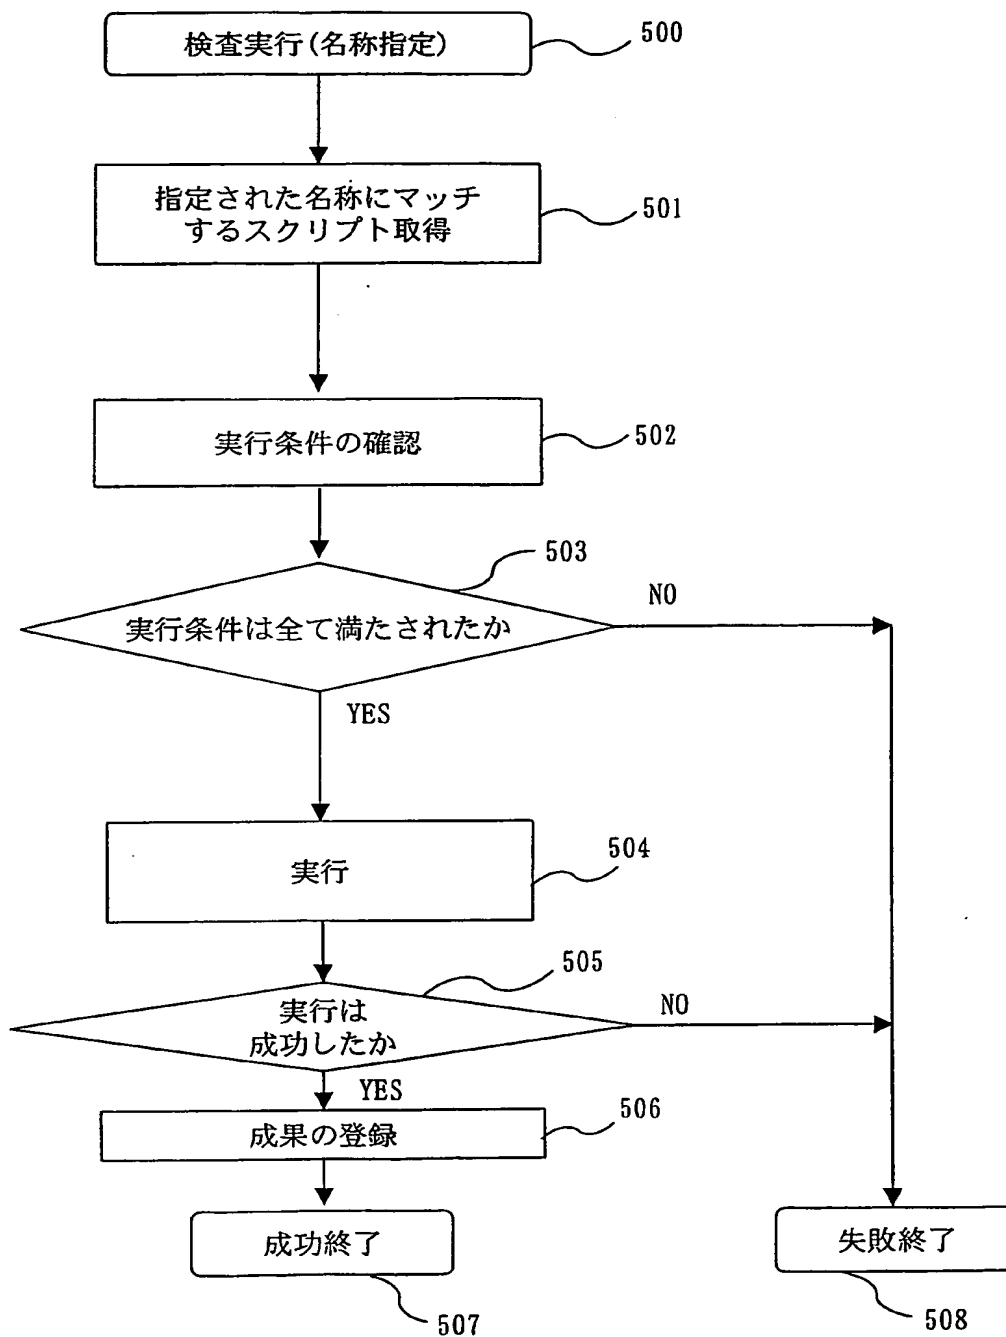 検査実行(名称指定)
500
指定された名称にマッチ
するスクリプト取得
501
実行条件の確認
502
503
実行条件は全て満たされたか
NO
YES
実行
504
505
実行は
成功したか
NO
YES
成果の登録
506
成功終了
失敗終了
507
508